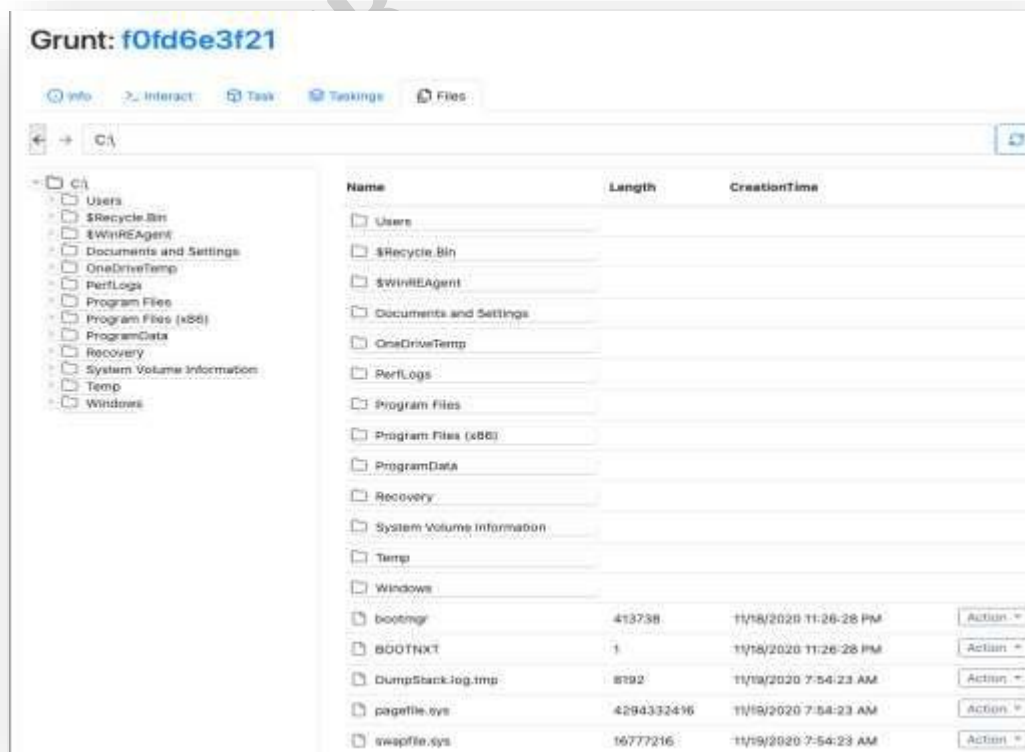 Grunt: f0fd6e3f21
Info Interact Task Taskings Files
C:\
C:\
Users
$Recycle.Bin
$WinREAgent
Documents and Settings
OneDriveTemp
PerfLogs
Program Files
Program Files (x86)
ProgramData
Recovery
System Volume Information
Temp
Windows
Name Length CreationTime
Users
$Recycle.Bin
$WinREAgent
Documents and Settings
OneDriveTemp
PerfLogs
Program Files
Program Files (x86)
ProgramData
Recovery
System Volume Information
Temp
Windows
bootmgr 413738 11/18/2020 11:26:28 PM Action
BOOTNXT 1 11/18/2020 11:26:28 PM Action
DumpStack.log.tmp 8192 11/19/2020 7:54:23 AM Action
pagefile.sys 4294332416 11/19/2020 7:54:23 AM Action
swapfile.sys 16777216 11/19/2020 7:54:23 AM Action